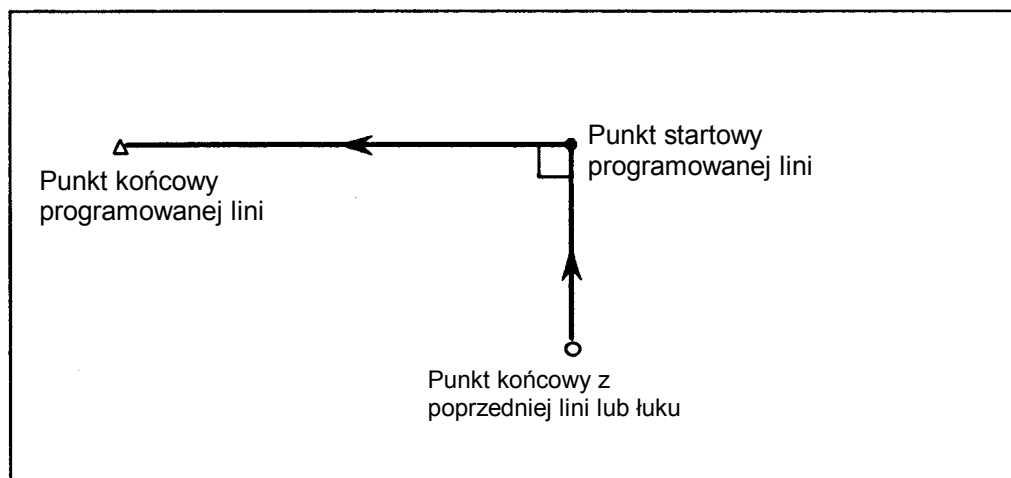 Punkt startowy
programowanej lini
Punkt końcowy
programowanej lini
Punkt końcowy z
poprzedniej lini lub łuku